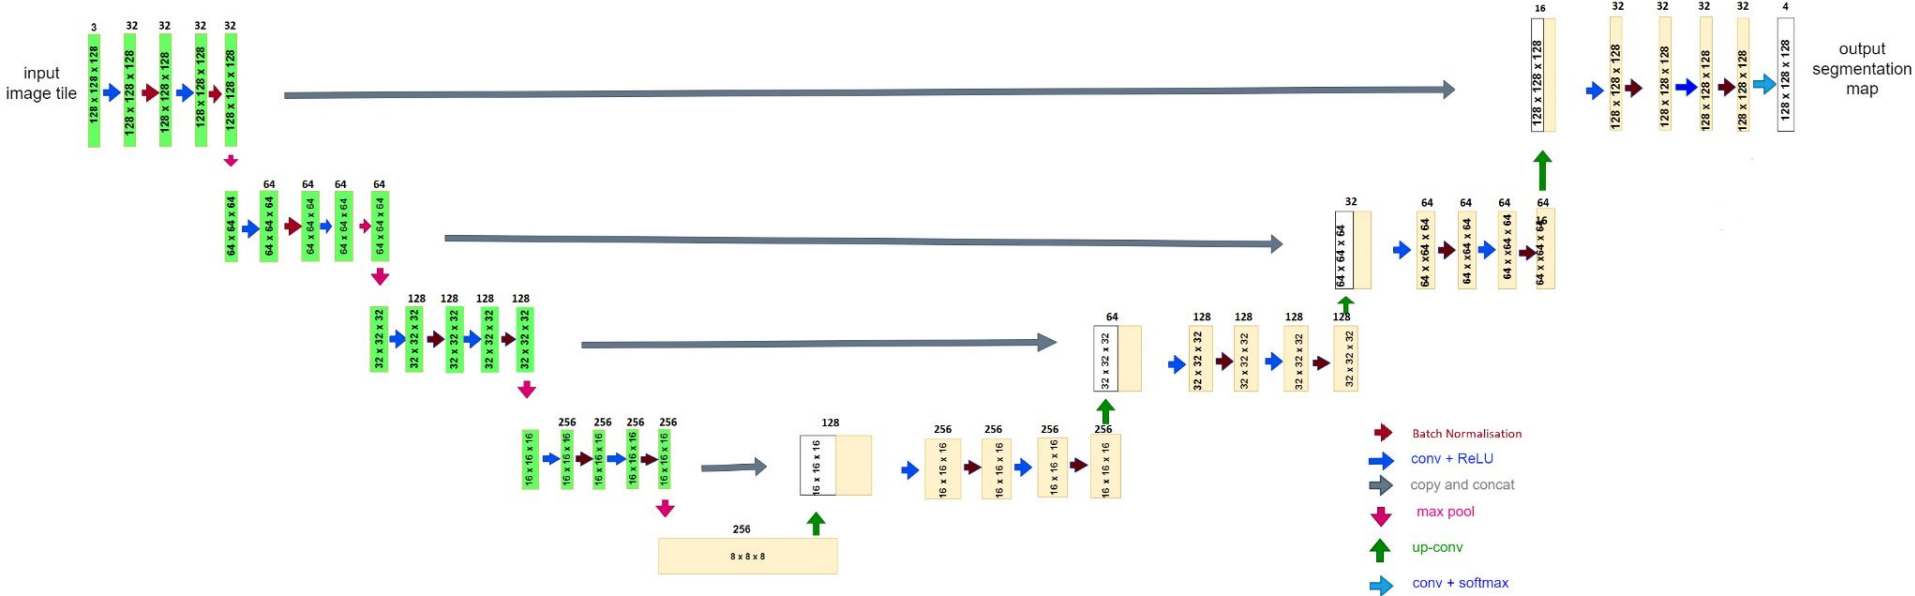 input
image tile
3 32 32 32 32
128 x 128 x 128
128 x 128 x 128
128 x 128 x 128
128 x 128 x 128
128 x 128 x 128
16 32 32 32 32 4
128 x 128 x 128
128 x 128 x 128
128 x 128 x 128
128 x 128 x 128
128 x 128 x 128
128 x 128 x 128
output
segmentation
map
64 64 64 64
64 x 64 x 64
64 x 64 x 64
64 x 64 x 64
64 x 64 x 64
64 x 64 x 64
32 64 64 64 64
16
64 x 64 x 64
64 x x64 x 64
64 x x64 x 64
64 x x64 x 64
64 x x64 x 64
128 128 128 128
32 x 32 x 32
32 x 32 x 32
32 x 32 x 32
32 x 32 x 32
32 x 32 x 32
64 128 128 128 128
32 x 32 x 32
32 x 32 x 32
32 x 32 x 32
32 x 32 x 32
32 x 32 x 32
256 256 256 256
16 x 16 x 16
16 x 16 x 16
16 x 16 x 16
16 x 16 x 16
16 x 16 x 16
128 256 256 256 256
16 x 16 x 16
16 x 16 x 16
16 x 16 x 16
16 x 16 x 16
16 x 16 x 16
256
8 x 8 x 8
Batch Normalisation
conv + ReLU
copy and concat
max pool
up-conv
conv + softmax